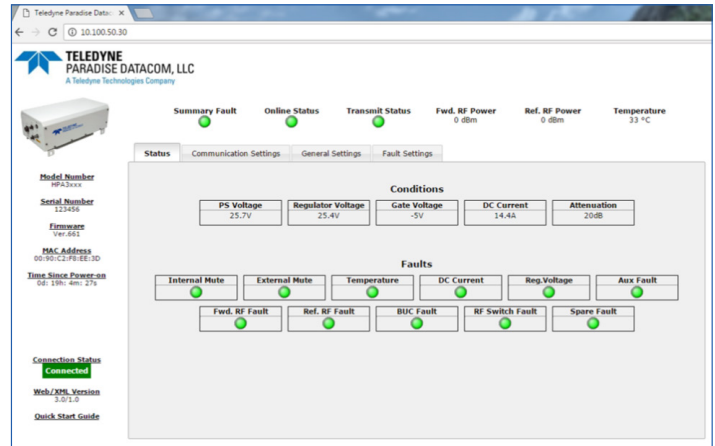 Teledyne Paradise Datac
10.100.50.30
TELEDYNE
PARADISE DATACOM, LLC
A Teledyne Technologies Company
Summary Fault Online Status Transmit Status Fwd. RF Power Ref. RF Power Temperature
0 dBm 0 dBm 33 °C
Status Communication Settings General Settings Fault Settings
Model Number
HPA3xxx
Serial Number
123456
Firmware
Ver.661
MAC Address
00:90:C2:F8:EE:3D
Time Since Power-on
0d: 19h: 4m: 27s
Connection Status
Connected
Web/XML Version
3.0/1.0
Quick Start Guide
Conditions
PS Voltage Regulator Voltage Gate Voltage DC Current Attenuation
25.7V 25.4V -5V 14.4A 20dB
Faults
Internal Mute External Mute Temperature DC Current Reg.Voltage Aux Fault
Fwd. RF Fault Ref. RF Fault BUC Fault RF Switch Fault Spare Fault